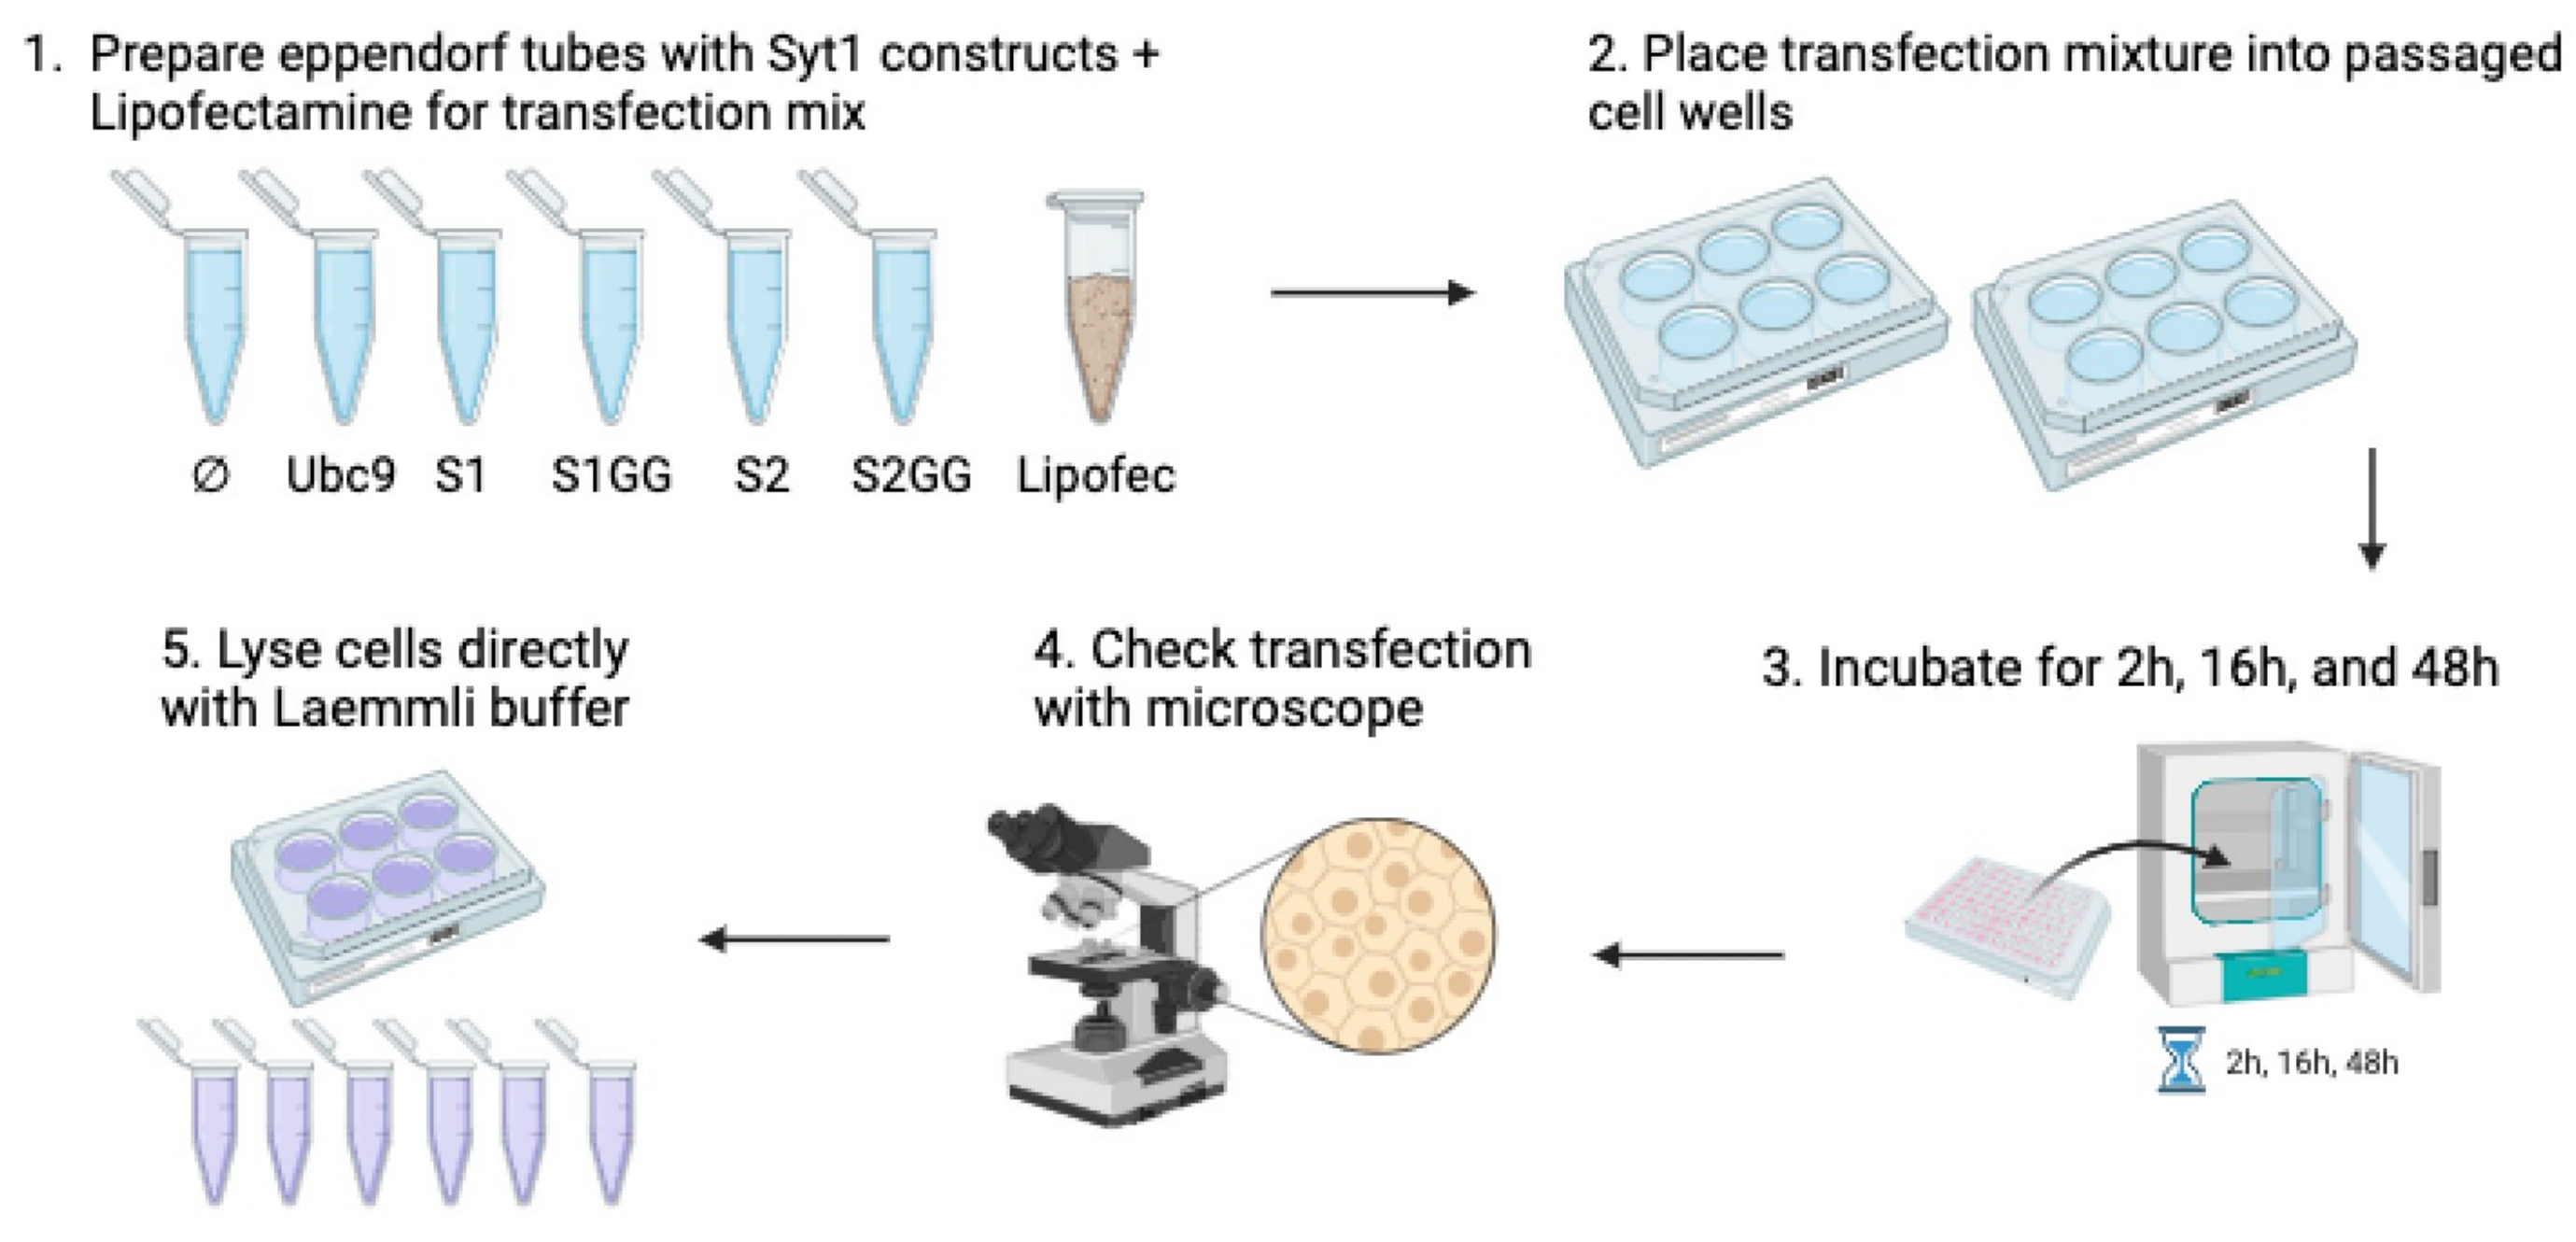 1. Prepare eppendorf tubes with Syt1 constructs +
Lipofectamine for transfection mix
∅ Ubc9 S1 S1GG S2 S2GG Lipofec
2. Place transfection mixture into passaged
cell wells
3. Incubate for 2h, 16h, and 48h
2h, 16h, 48h
4. Check transfection
with microscope
5. Lyse cells directly
with Laemmli buffer